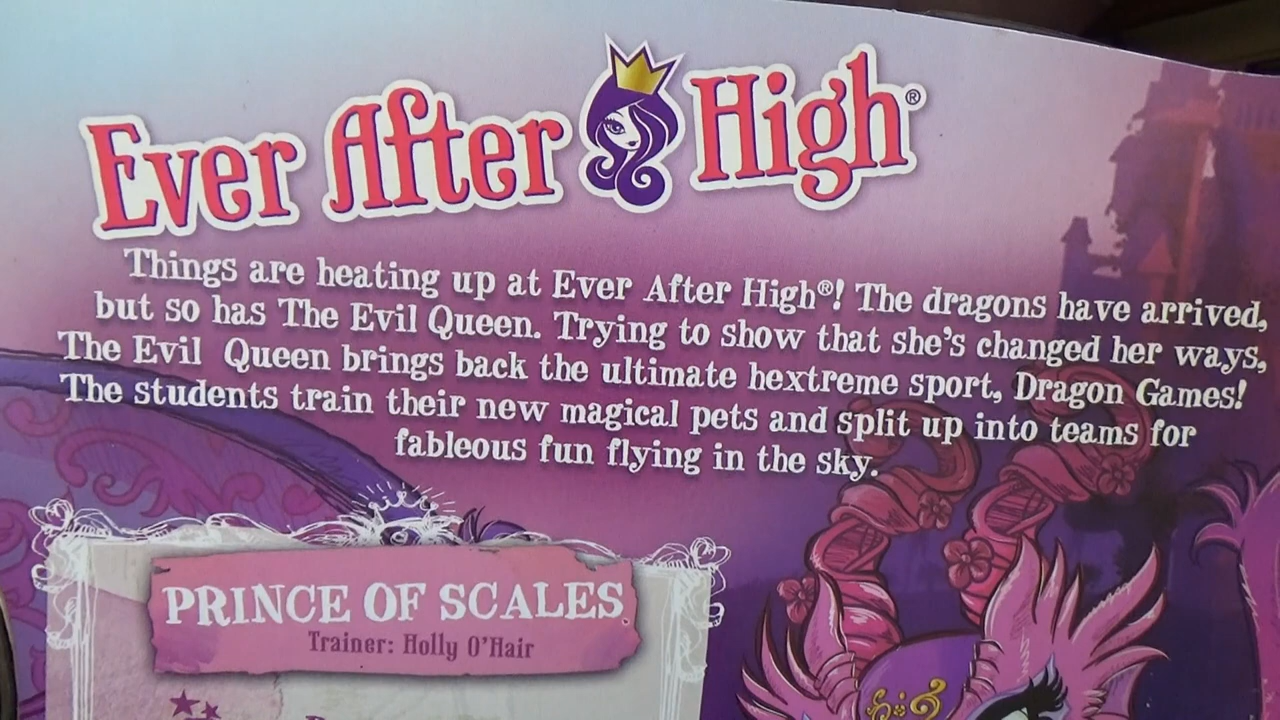 Ever After High®
Things are heating up at Ever After High®! The dragons have arrived,
but so has The Evil Queen. Trying to show that she's changed her ways,
The Evil Queen brings back the ultimate hextreme sport, Dragon Games!
The students train their new magical pets and split up into teams for
fableous fun flying in the sky.
PRINCE OF SCALES
Trainer: Holly O'Hair